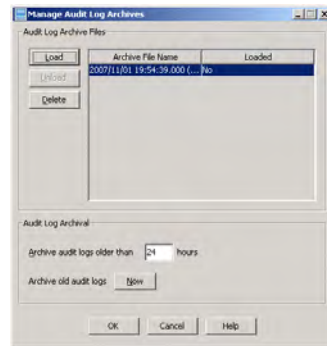 Manage Audit Log Archives
Audit Log Archive Files
Load
Unload
Delete
Archive File Name Loaded
2007/11/01 19:54:39.000 (... No
Audit Log Archival
Archive audit logs older than 24 hours
Archive old audit logs Now
OK Cancel Help